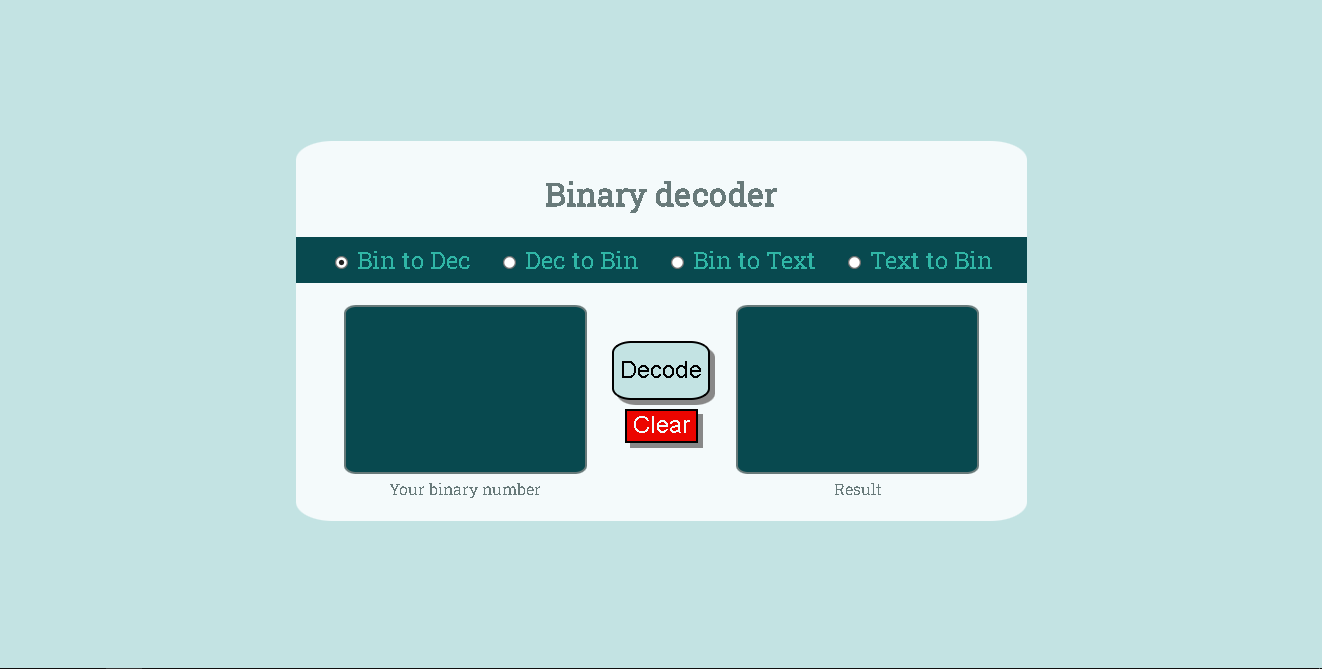 Binary decoder
Bin to Dec Dec to Bin Bin to Text Text to Bin
Decode
Clear
Your binary number Result